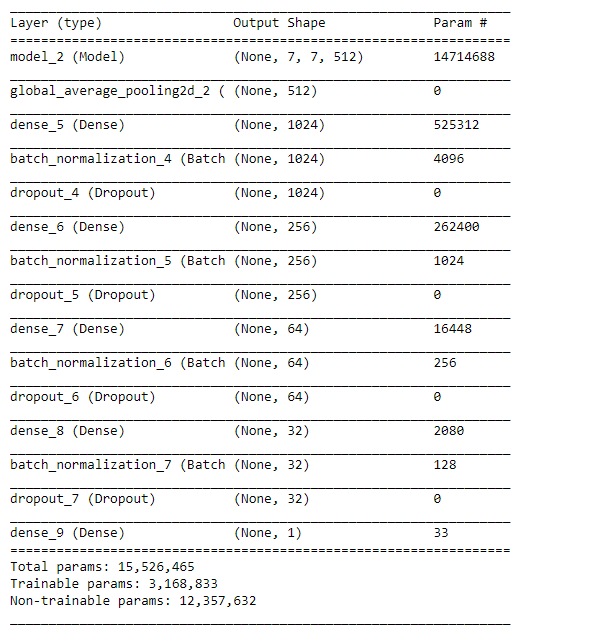 Layer (type) Output Shape Param #
model_2 (Model) (None, 7, 7, 512) 14714688
global_average_pooling2d_2 ( (None, 512) 0
dense_5 (Dense) (None, 1024) 525312
batch_normalization_4 (Batch (None, 1024) 4096
dropout_4 (Dropout) (None, 1024) 0
dense_6 (Dense) (None, 256) 262400
batch_normalization_5 (Batch (None, 256) 1024
dropout_5 (Dropout) (None, 256) 0
dense_7 (Dense) (None, 64) 16448
batch_normalization_6 (Batch (None, 64) 256
dropout_6 (Dropout) (None, 64) 0
dense_8 (Dense) (None, 32) 2080
batch_normalization_7 (Batch (None, 32) 128
dropout_7 (Dropout) (None, 32) 0
dense_9 (Dense) (None, 1) 33
Total params: 15,526,465
Trainable params: 3,168,833
Non-trainable params: 12,357,632